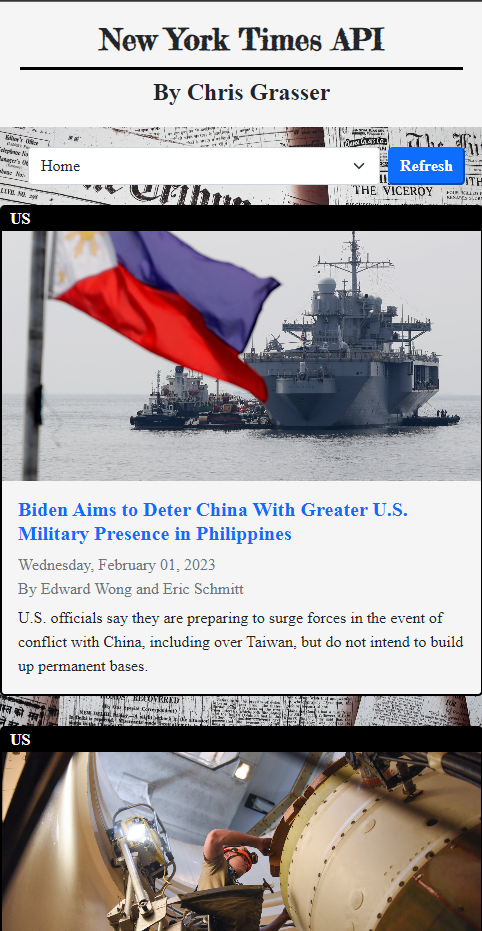 New York Times API
By Chris Grasser
Home
Refresh
THE VICEROY
US
Biden Aims to Deter China With Greater U.S.
Military Presence in Philippines
Wednesday, February 01, 2023
By Edward Wong and Eric Schmitt
U.S. officials say they are preparing to surge forces in the event of
conflict with China, including over Taiwan, but do not intend to build
up permanent bases.
RECOVERED
US